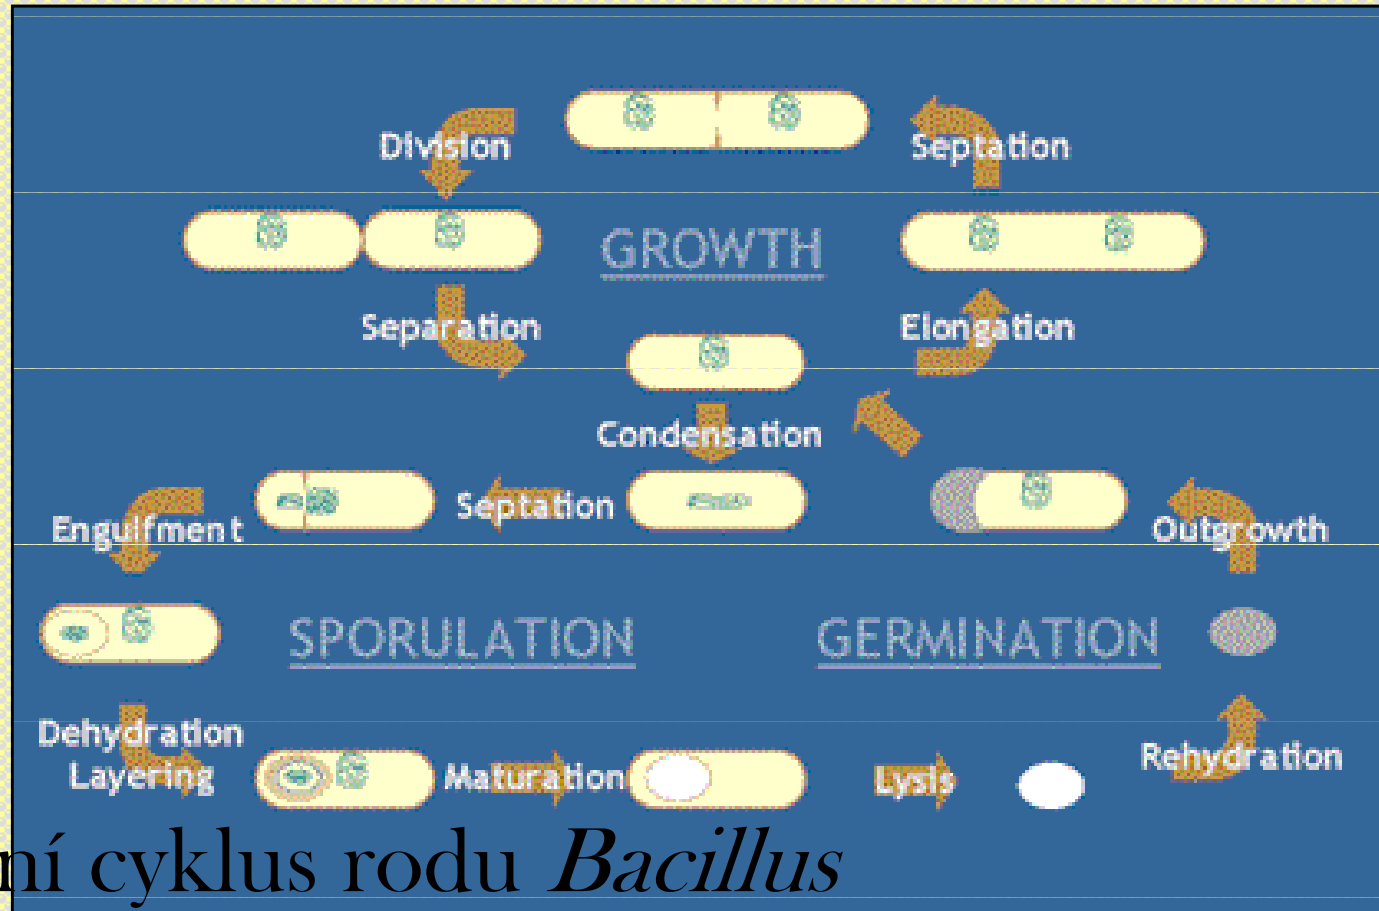 Division
Septation
GROWTH
Separation
Elongation
Condensation
Septation
Engulfment
Outgrowth
SPORULATION
GERMINATION
Dehydration
Layering
Maturation
Lysis
Rehydration
cyklus rodu Bacillus